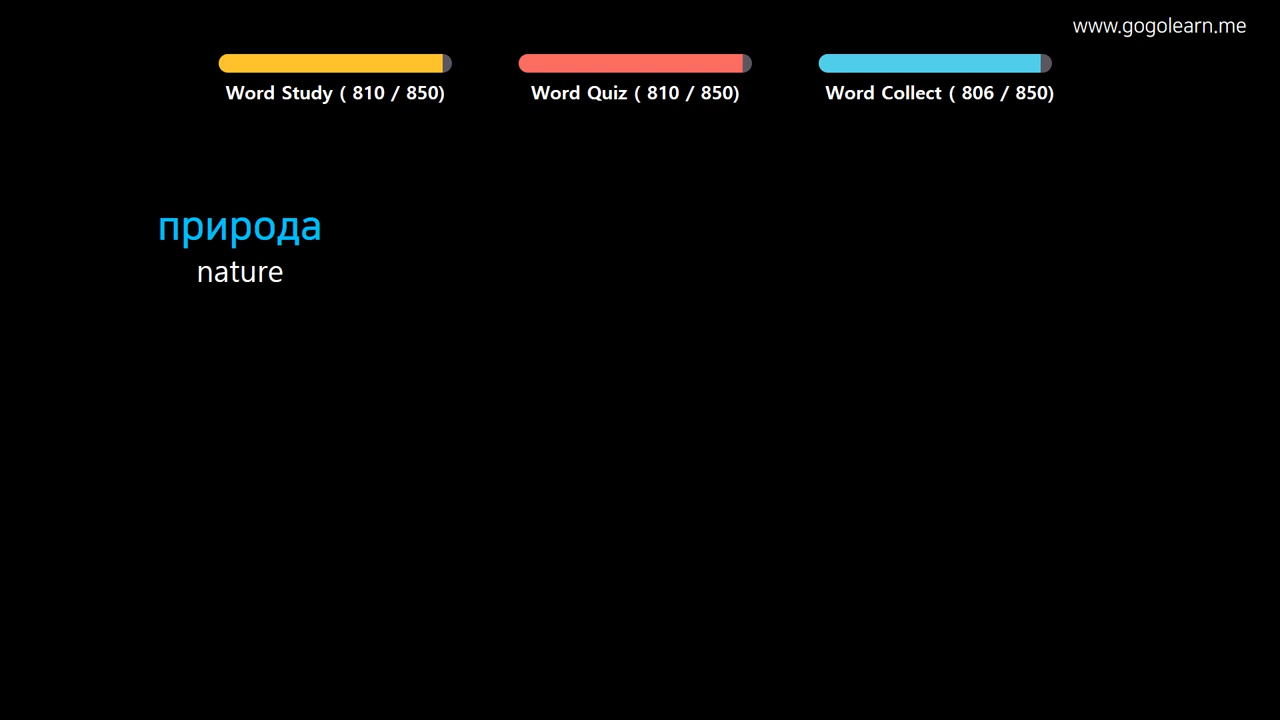 www.gogolearn.me
Word Study ( 810 / 850)
Word Quiz ( 810 / 850)
Word Collect ( 806 / 850)
природа
nature